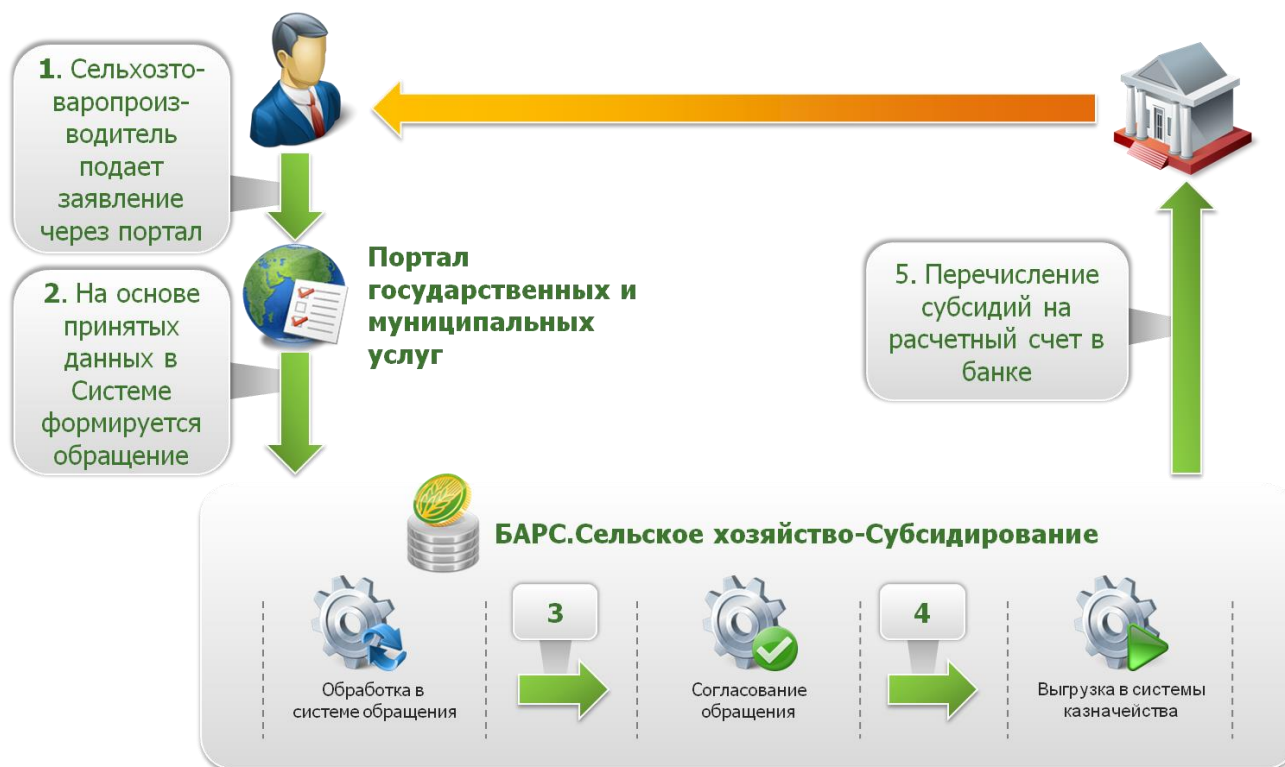 1. Сельхозто-
варопроиз-
водитель
подает
заявление
через портал
Портал
государственных и
муниципальных
услуг
2. На основе
принятых
данных в
Системе
формируется
обращение
5. Перечисление
субсидий на
расчетный счет в
банке
БАРС.Сельское хозяйство-Субсидирование
3
4
Обработка в
системе обращения
Согласование
обращения
Выгрузка в системы
казначейства